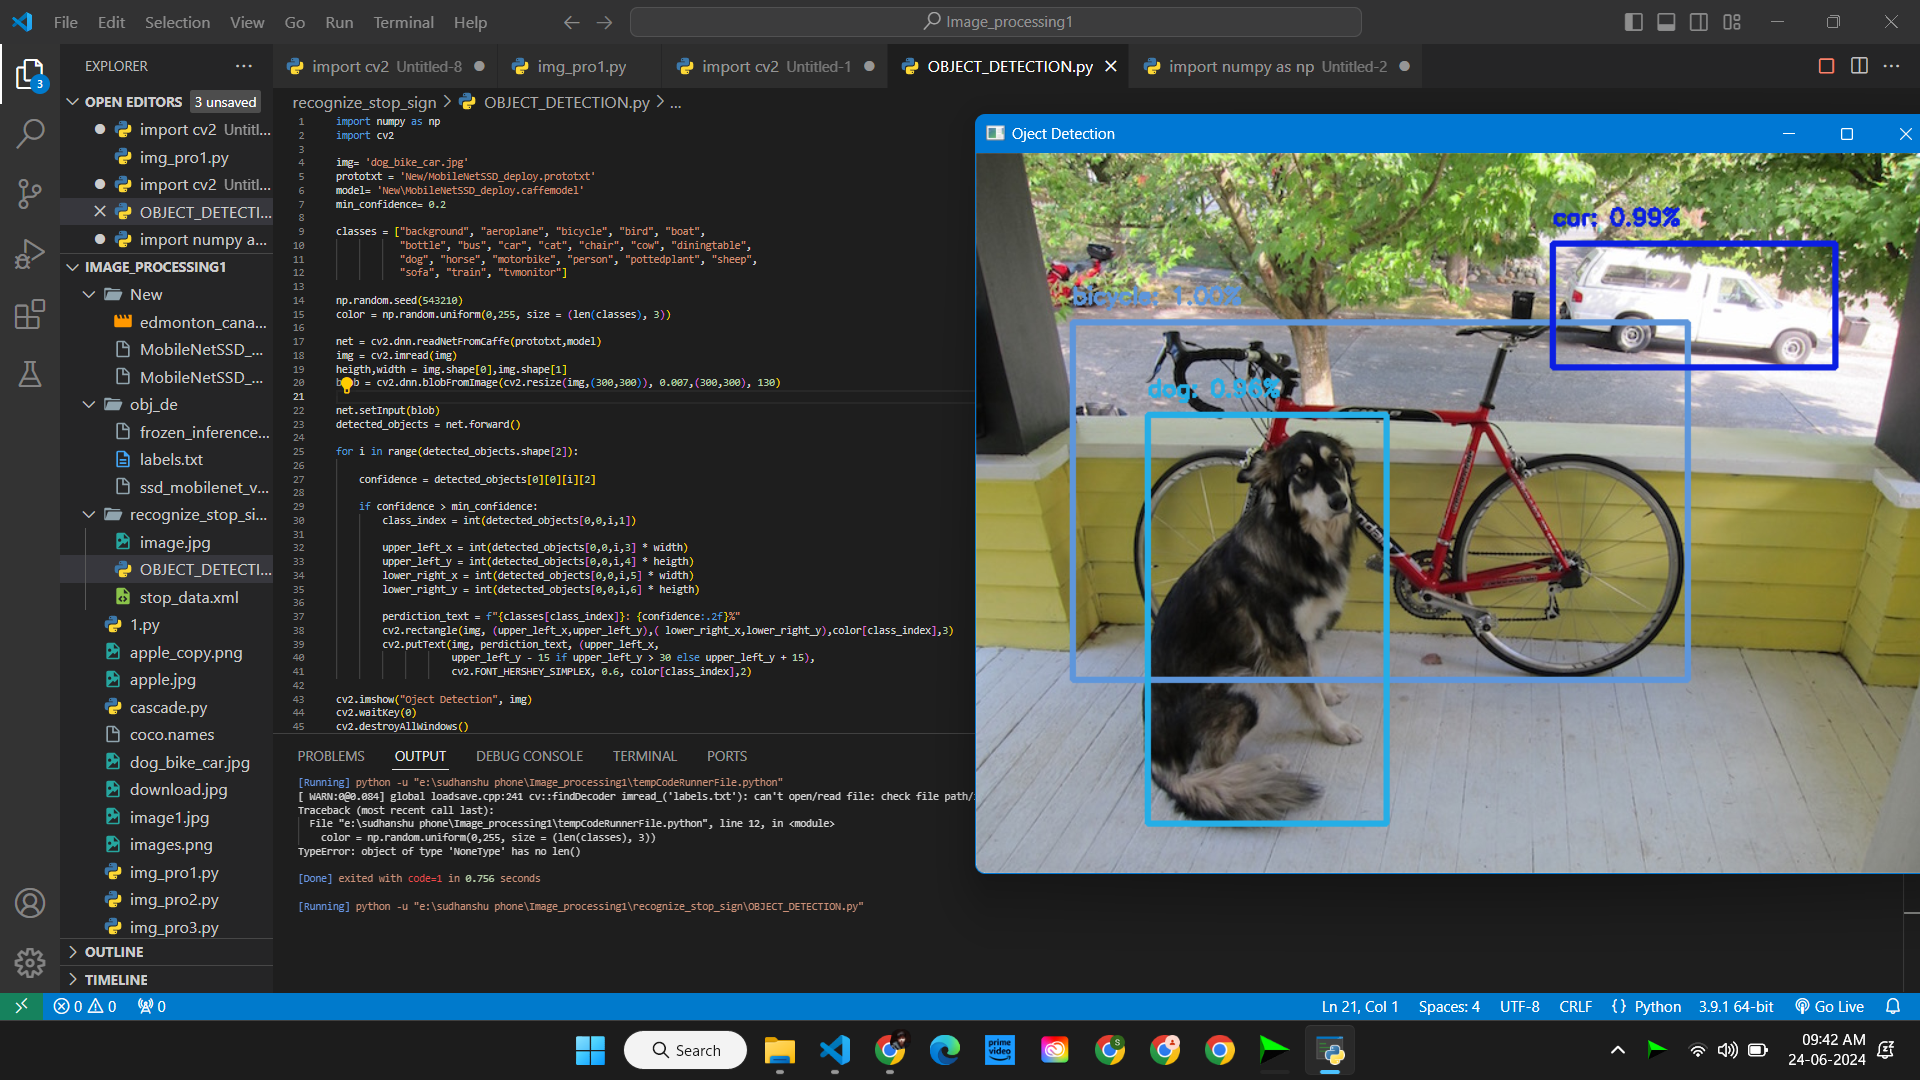 File Edit Selection View Go Run Terminal Help
Image_processing1
EXPLORER
import cv2 Untitled-8
img_pro1.py
import cv2 Untitled-1
OBJECT_DETECTION.py
import numpy as np Untitled-2
OPEN EDITORS 3 unsaved
3
import cv2 Untitl...
img_pro1.py
import cv2 Untitl...
OBJECT_DETECTI...
import numpy a...
IMAGE_PROCESSING1
New
edmonton_cana...
MobileNetSSD_...
MobileNetSSD_...
obj_de
frozen_inference...
labels.txt
ssd_mobilenet_v...
recognize_stop_si...
image.jpg
OBJECT_DETECTI...
stop_data.xml
1.py
apple_copy.png
apple.jpg
cascade.py
coco.names
dog_bike_car.jpg
download.jpg
image1.jpg
images.png
img_pro1.py
img_pro2.py
img_pro3.py
OUTLINE
TIMELINE
recognize_stop_sign > OBJECT_DETECTION.py > ...
1 import numpy as np
2 import cv2
3
4 img= 'dog_bike_car.jpg'
5 prototxt = 'New/MobileNetSSD_deploy.prototxt'
6 model= 'New\MobileNetSSD_deploy.caffemodel'
7 min_confidence= 0.2
8
9 classes = ["background", "aeroplane", "bicycle", "bird", "boat",
10 "bottle", "bus", "car", "cat", "chair", "cow", "diningtable",
11 "dog", "horse", "motorbike", "person", "pottedplant", "sheep",
12 "sofa", "train", "tvmonitor"]
13
14 np.random.seed(543210)
15 color = np.random.uniform(0,255, size = (len(classes), 3))
16
17 net = cv2.dnn.readNetFromCaffe(prototxt,model)
18 img = cv2.imread(img)
19 heigth,width = img.shape[0],img.shape[1]
20 blob = cv2.dnn.blobFromImage(cv2.resize(img,(300,300)), 0.007,(300,300), 130)
21
22 net.setInput(blob)
23 detected_objects = net.forward()
24
25 for i in range(detected_objects.shape[2]):
26
27 confidence = detected_objects[0][0][i][2]
28
29 if confidence > min_confidence:
30 class_index = int(detected_objects[0,0,i,1])
31
32 upper_left_x = int(detected_objects[0,0,i,3] * width)
33 upper_left_y = int(detected_objects[0,0,i,4] * heigth)
34 lower_right_x = int(detected_objects[0,0,i,5] * width)
35 lower_right_y = int(detected_objects[0,0,i,6] * heigth)
36
37 perdiction_text = f"{classes[class_index]}: {confidence:.2f}%"
38 cv2.rectangle(img, (upper_left_x,upper_left_y),( lower_right_x,lower_right_y),color[class_index],3)
39 cv2.putText(img, perdiction_text, (upper_left_x,
40 upper_left_y - 15 if upper_left_y > 30 else upper_left_y + 15),
41 cv2.FONT_HERSHEY_SIMPLEX, 0.6, color[class_index],2)
42
43 cv2.imshow("Oject Detection", img)
44 cv2.waitKey(0)
45 cv2.destroyAllWindows()
Oject Detection
car: 0.99%
bicycle: 1.00%
dog: 0.96%
PROBLEMS OUTPUT DEBUG CONSOLE TERMINAL PORTS
[Running] python -u "e:\sudhanshu phone\Image_processing1\tempCodeRunnerFile.python"
[ WARN:0@0.084] global loadsave.cpp:241 cv::findDecoder imread_('labels.txt'): can't open/read file: check file path/
Traceback (most recent call last):
File "e:\sudhanshu phone\Image_processing1\tempCodeRunnerFile.python", line 12, in <module>
color = np.random.uniform(0,255, size = (len(classes), 3))
TypeError: object of type 'NoneType' has no len()
[Done] exited with code=1 in 0.756 seconds
[Running] python -u "e:\sudhanshu phone\Image_processing1\recognize_stop_sign\OBJECT_DETECTION.py"
0 0 0
Ln 21, Col 1 Spaces: 4 UTF-8 CRLF {} Python 3.9.1 64-bit Go Live
Search
prime video
S
09:42 AM
24-06-2024